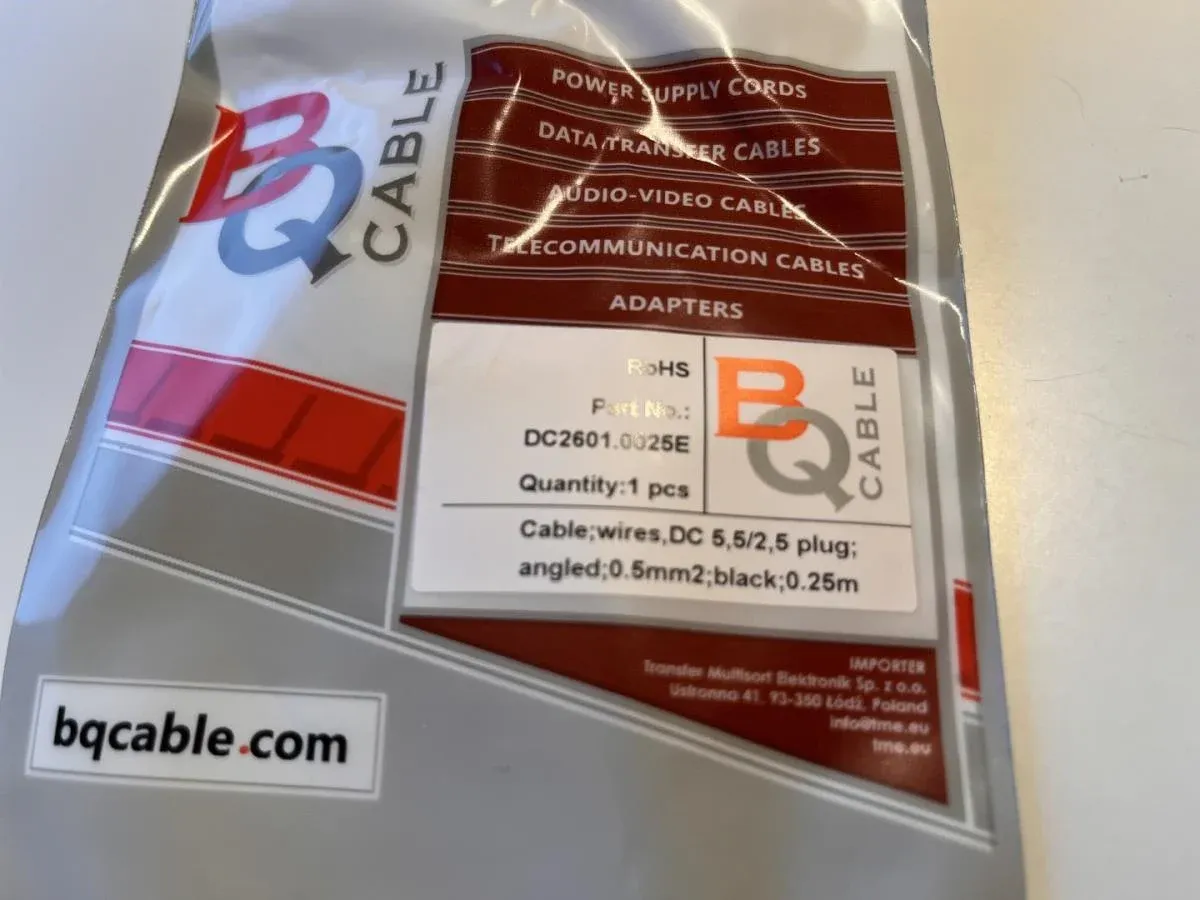 BQ
CABLE
POWER SUPPLY CORDS
DATA TRANSFER CABLES
AUDIO-VIDEO CABLES
TELECOMMUNICATION CABLES
ADAPTERS
RoHS
Part No.:
DC2601.0025E
Quantity:1 pcs
BQ
CABLE
Cable;wires,DC 5,5/2,5 plug;
angled;0.5mm2;black;0.25m
IMPORTER
Transfer Multisort Elektronik Sp. z o.o.
Ustronna 41, 93-350 Łódź, Poland
info@tme.eu
tme.eu
bqcable.com